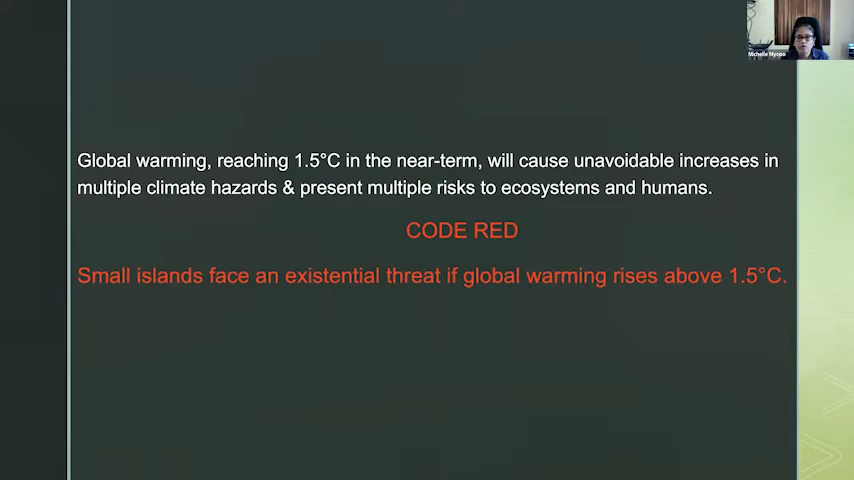 Michelle Mycoo
Global warming, reaching 1.5°C in the near-term, will cause unavoidable increases in
multiple climate hazards & present multiple risks to ecosystems and humans.
CODE RED
Small islands face an existential threat if global warming rises above 1.5°C.